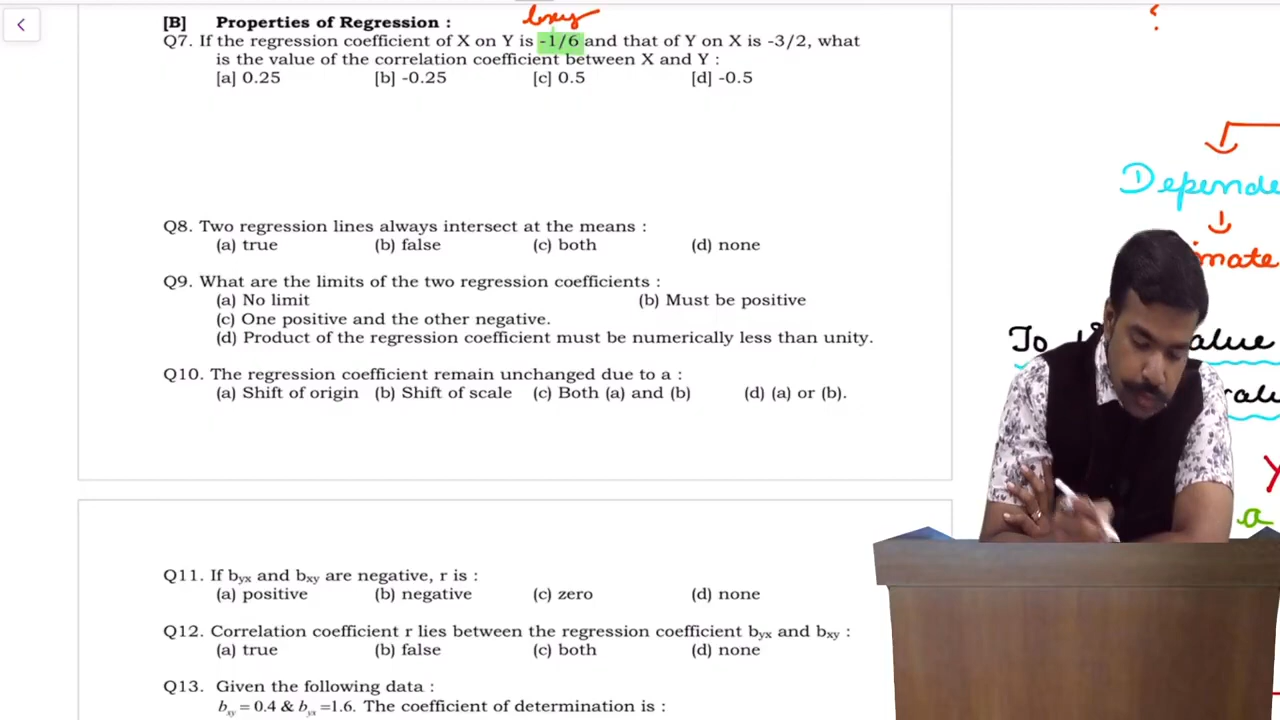 [B] Properties of Regression :
bxy
Q7. If the regression coefficient of X on Y is -1/6 and that of Y on X is -3/2, what
is the value of the correlation coefficient between X and Y :
[a] 0.25 [b] -0.25 [c] 0.5 [d] -0.5
Q8. Two regression lines always intersect at the means :
(a) true (b) false (c) both (d) none
Q9. What are the limits of the two regression coefficients :
(a) No limit (b) Must be positive
(c) One positive and the other negative.
(d) Product of the regression coefficient must be numerically less than unity.
Q10. The regression coefficient remain unchanged due to a :
(a) Shift of origin (b) Shift of scale (c) Both (a) and (b) (d) (a) or (b).
Q11. If byx and bxy are negative, r is :
(a) positive (b) negative (c) zero (d) none
Q12. Correlation coefficient r lies between the regression coefficient byx and bxy :
(a) true (b) false (c) both (d) none
Q13. Given the following data :
bxy = 0.4 & byx =1.6. The coefficient of determination is :
?
Depende
imate
To alue
alue
Y
a